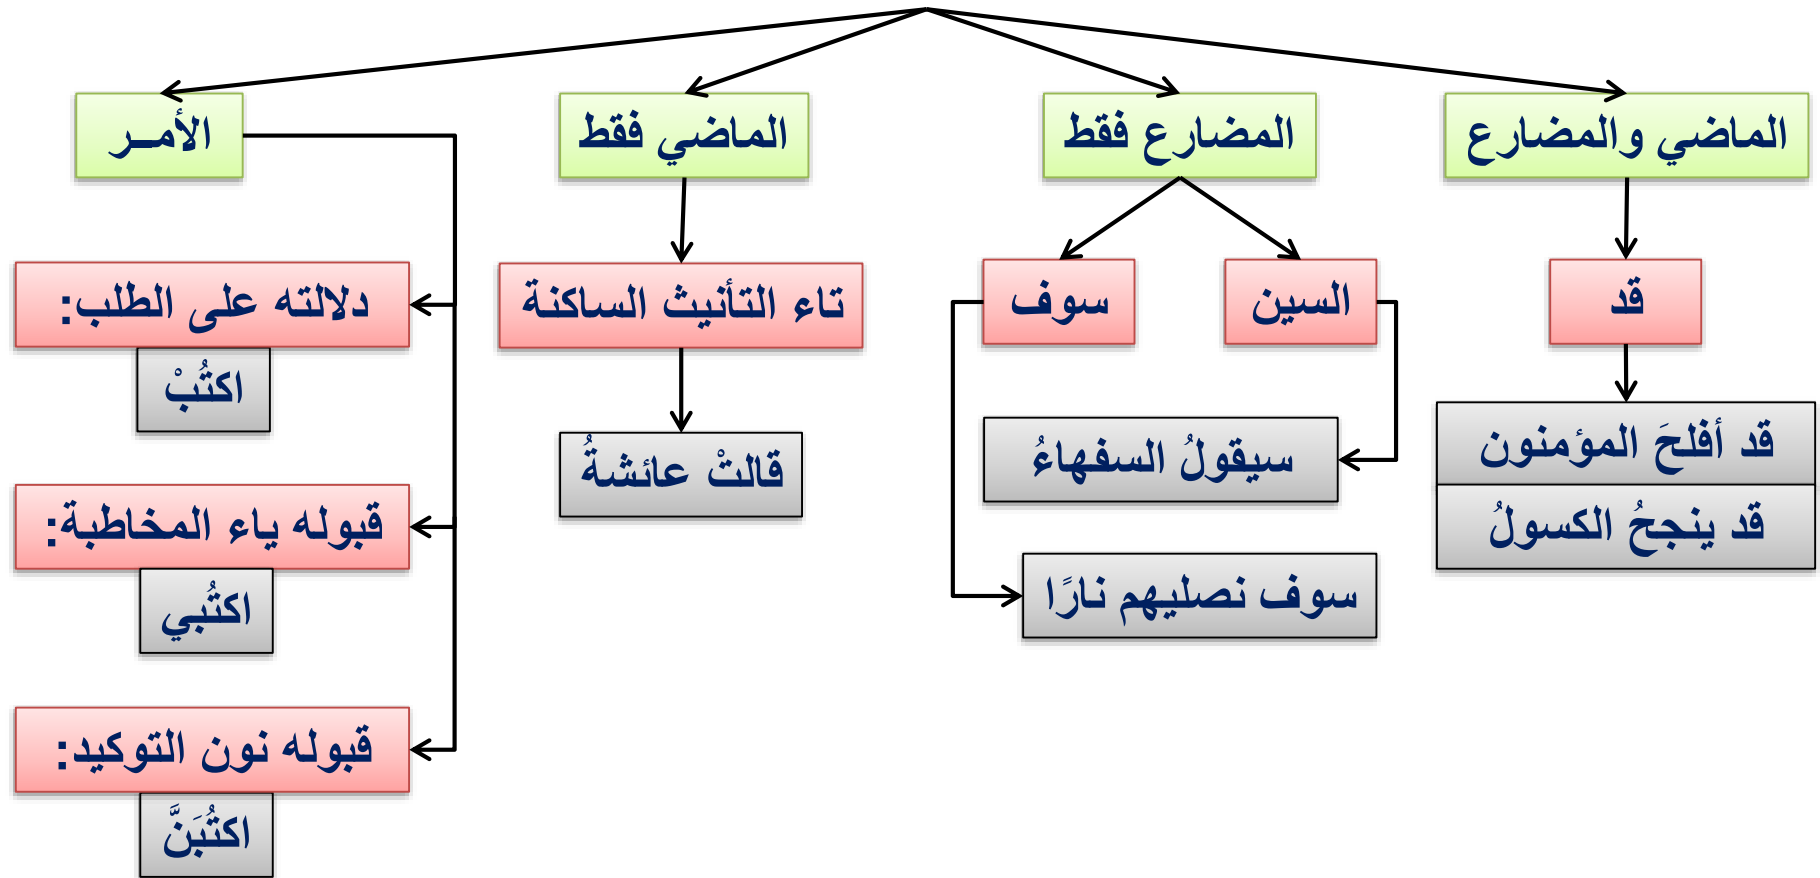 الماضي والمضارع
المضارع فقط
الماضي فقط
الأمــر
قد
السين
سوف
تاء التأنيث الساكنة
دلالته على الطلب:
اكتُبْ
قد أفلحَ المؤمنون
قد ينجحُ الكسولُ
سيقولُ السفهاءُ
سوف نصليهم نارًا
قالتْ عائشةُ
قبوله ياء المخاطبة:
اكتُبي
قبوله نون التوكيد:
اكتُبَنَّ